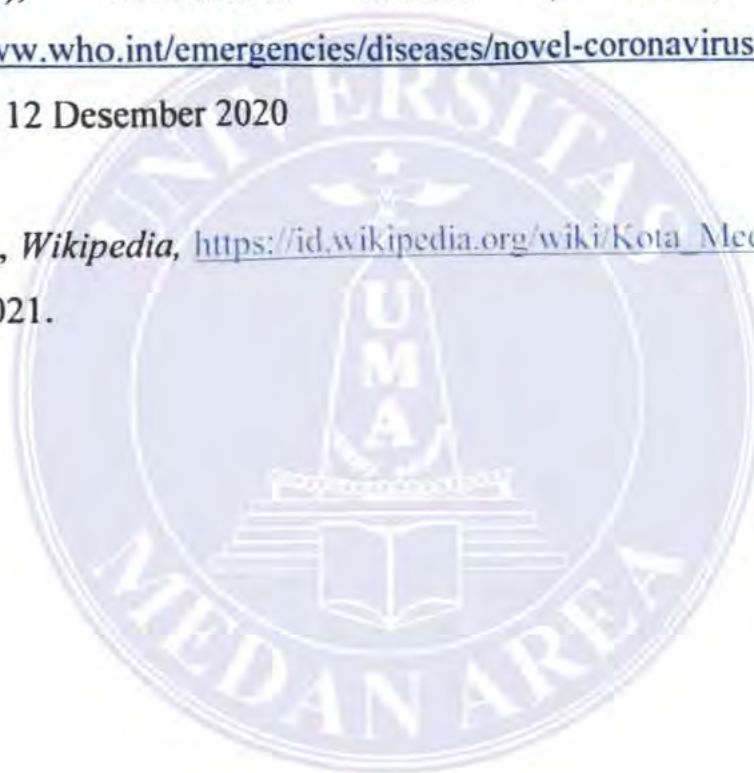 ww.who.int/emergencies/diseases/novel-coronavirus
12 Desember 2020
, Wikipedia, https://id.wikipedia.org/wiki/Kota_Med
021.
UNIVERSITAS
UMA
MEDAN AREA